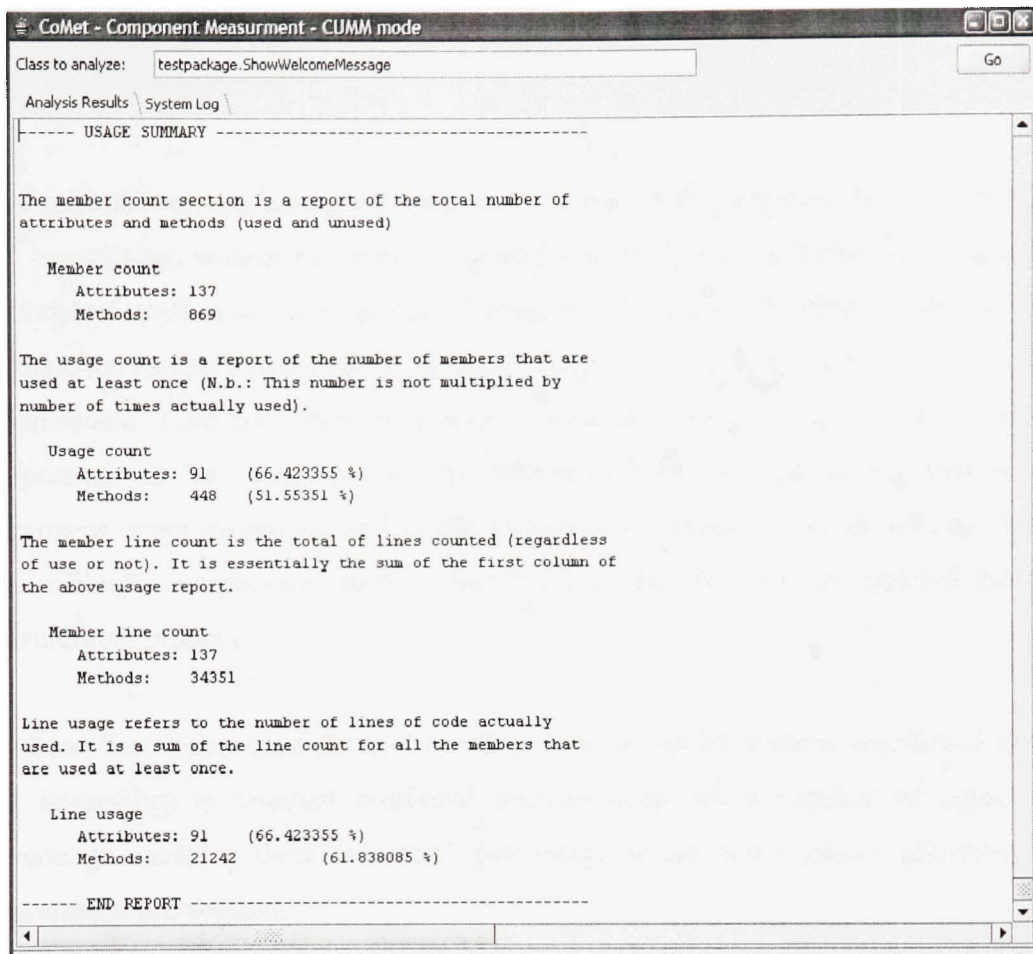 CoMet - Component Measurment - CUMM mode
Class to analyze: testpackage.ShowWelcomeMessage Go
Analysis Results System Log
------ USAGE SUMMARY ---------------------------------------
The member count section is a report of the total number of
attributes and methods (used and unused)
Member count
Attributes: 137
Methods: 869
The usage count is a report of the number of members that are
used at least once (N.b.: This number is not multiplied by
number of times actually used).
Usage count
Attributes: 91 (66.423355 %)
Methods: 448 (51.55351 %)
The member line count is the total of lines counted (regardless
of use or not). It is essentially the sum of the first column of
the above usage report.
Member line count
Attributes: 137
Methods: 34351
Line usage refers to the number of lines of code actually
used. It is a sum of the line count for all the members that
are used at least once.
Line usage
Attributes: 91 (66.423355 %)
Methods: 21242 (61.838085 %)
------ END REPORT ------------------------------------------